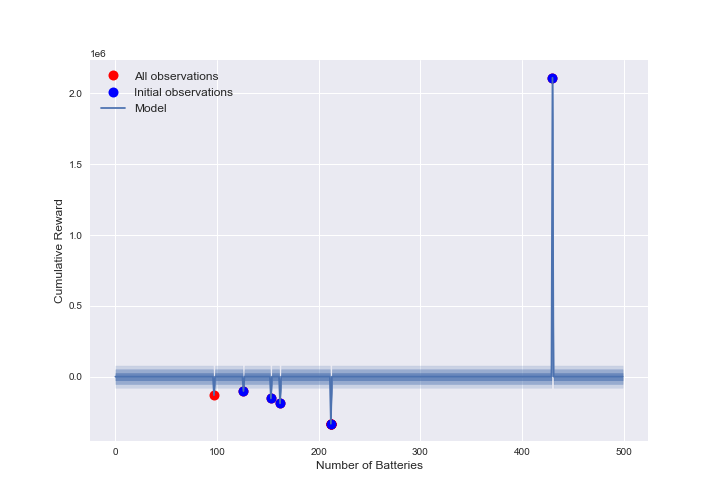 1e6
All observations
Initial observations
Model
2.0
1.5
1.0
0.5
0.0
Cumulative Reward
0 100 200 300 400 500
Number of Batteries